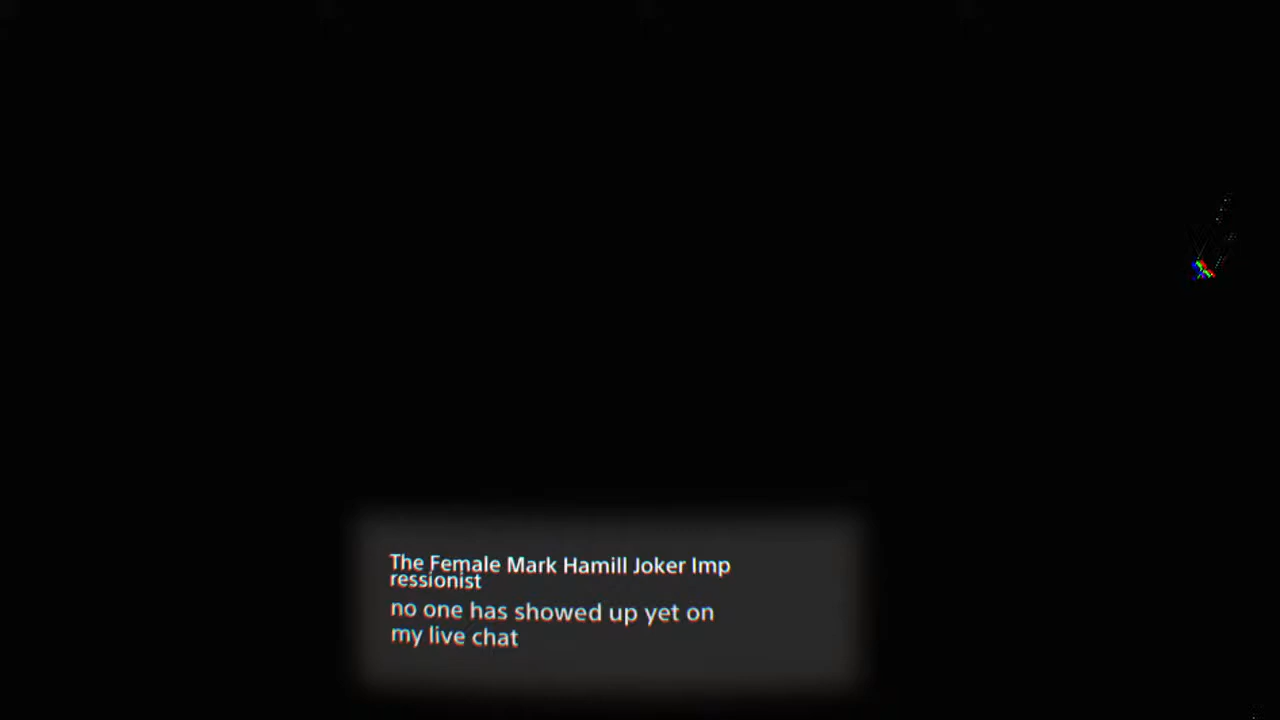 The Female Mark Hamill Joker Imp
ressionist
no one has showed up yet on
my live chat